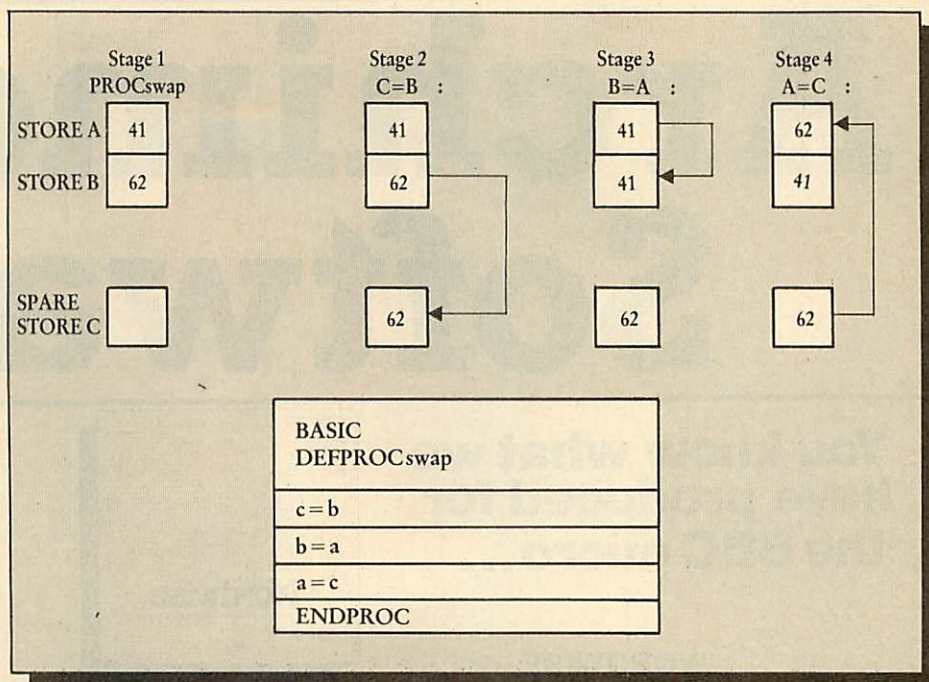 Stage 1 Stage 2 Stage 3 Stage 4
PROCswap C=B : B=A : A=C :
STORE A 41 41 41 62
STORE B 62 62 41 41
SPARE
STORE C 62 62 62
BASIC
DEFPROCswap
c=b
b=a
a=c
ENDPROC